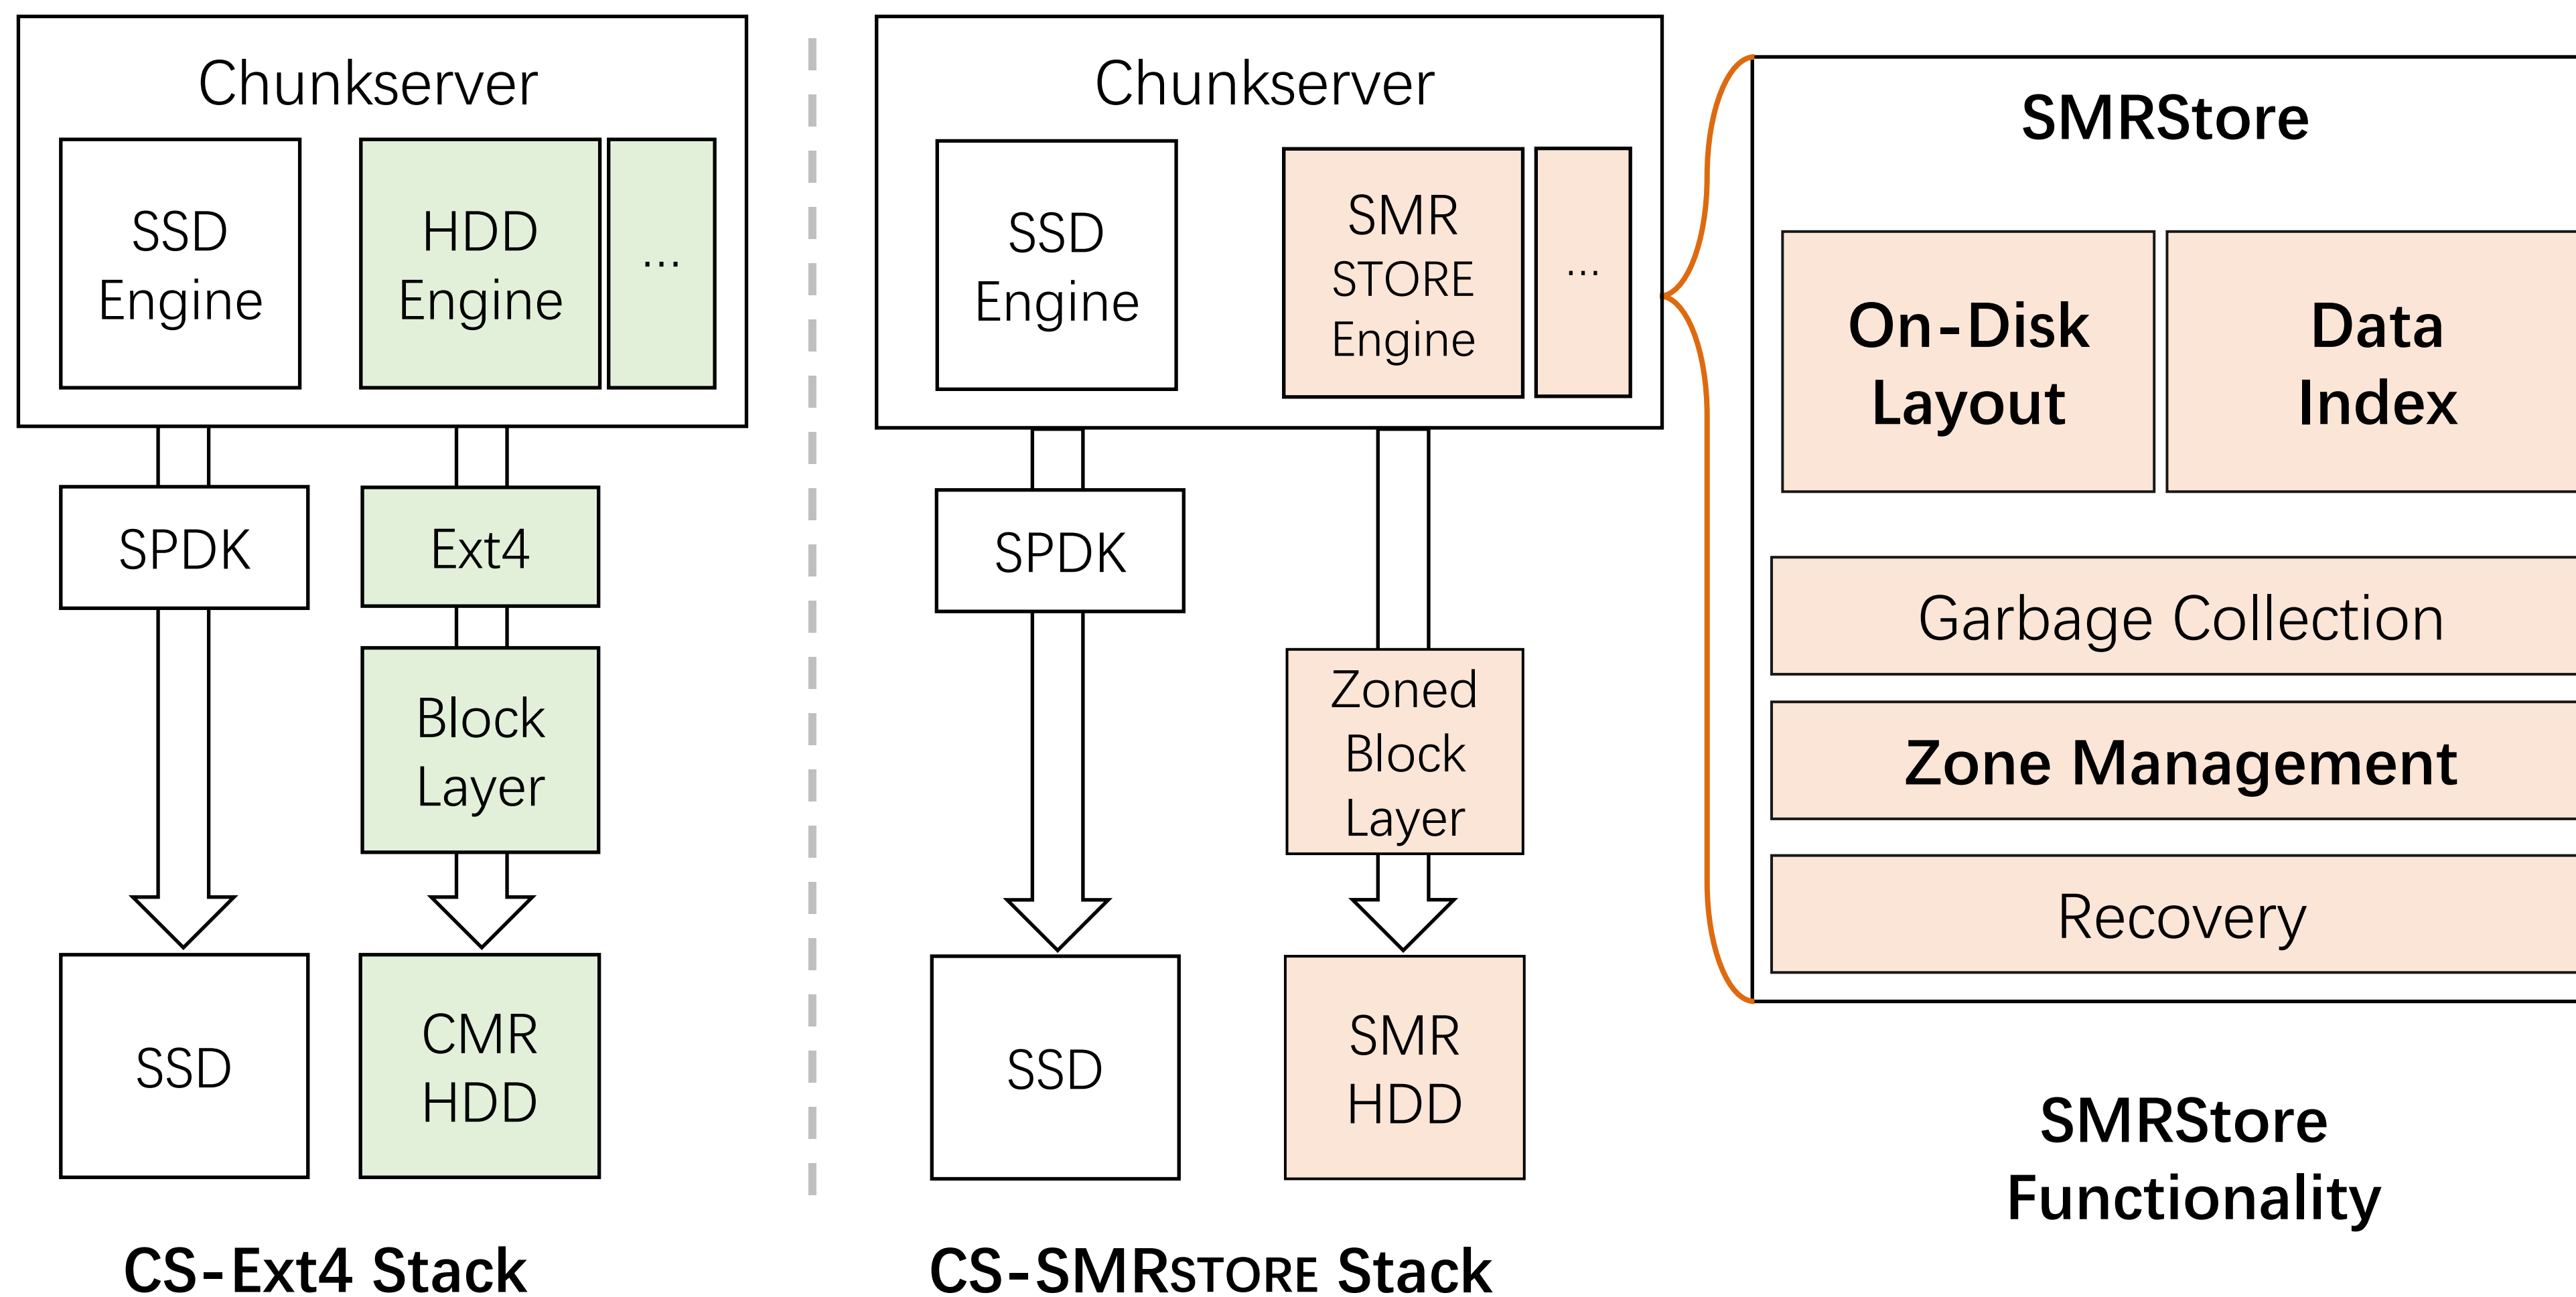 Chunkserver
SSD
Engine
HDD
Engine
...
SPDK
Ext4
Block
Layer
SSD
CMR
HDD
CS-Ext4 Stack
Chunkserver
SSD
Engine
SMR
STORE
Engine
...
SPDK
Zoned
Block
Layer
SSD
SMR
HDD
CS-SMRSTORE Stack
SMRStore
On-Disk
Layout
Data
Index
Garbage Collection
Zone Management
Recovery
SMRStore
Functionality